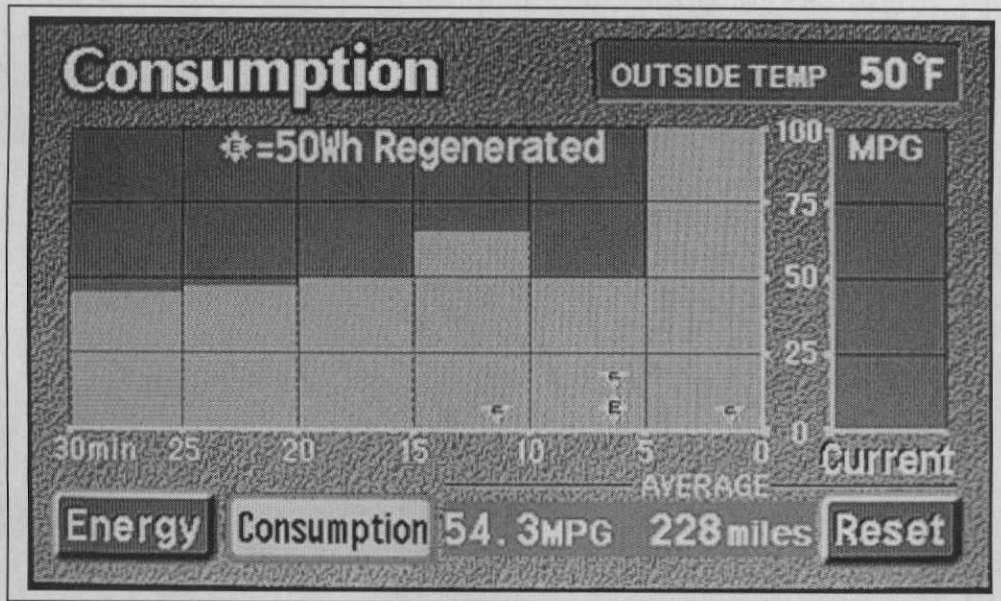 Consumption
OUTSIDE TEMP 50°F
E=50Wh Regenerated
100
MPG
75
50
25
0
E
30min 25 20 15 10 5 0
Current
AVERAGE
Energy
Consumption
54.3MPG 228miles
Reset